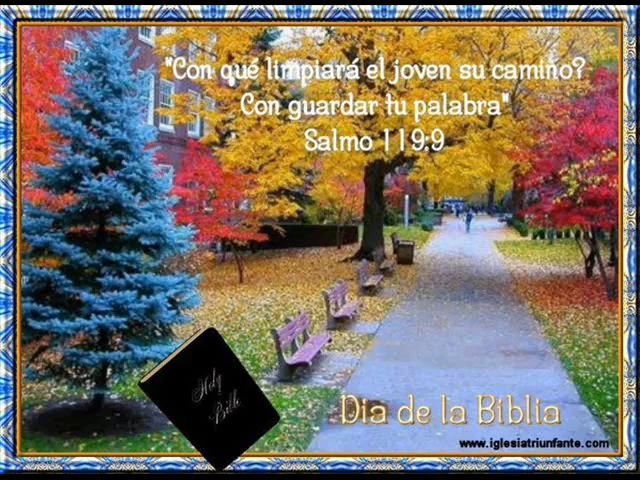 "Con qué limpiará el joven su camino?
Con guardar tu palabra"
Salmo 119:9
Holy
Bible
Dia de la Biblia
www.iglesiatriunfante.com